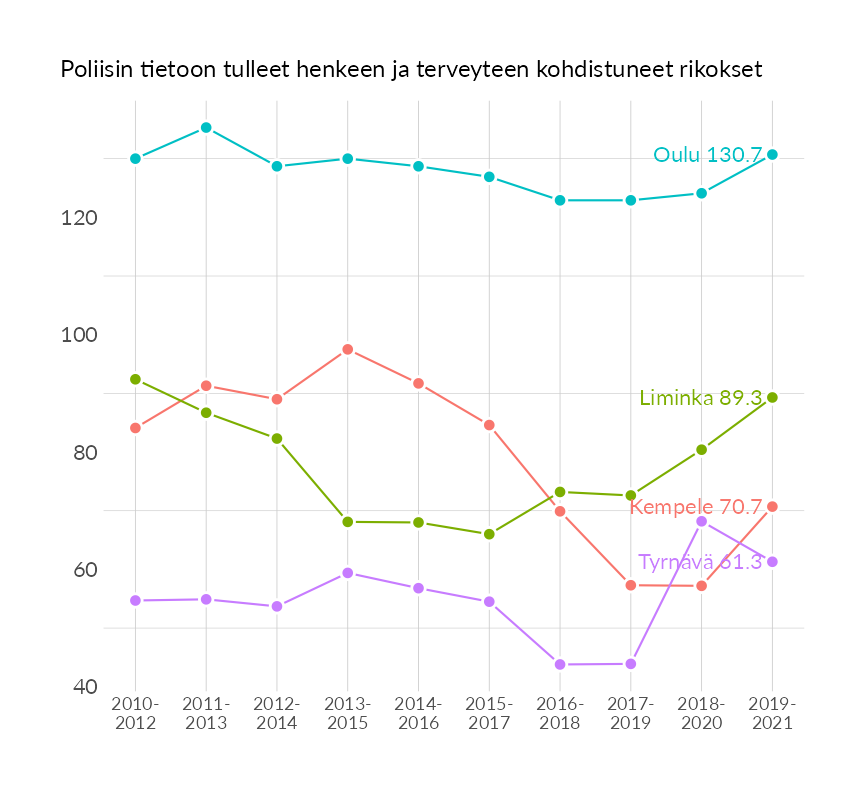 Poliisin tietoon tulleet henkeen ja terveyteen kohdistuneet rikokset
Oulu 130.7
120
100
Liminka 89.3
80
Kempele 70.7
Tyrnävä 61.3
60
40
2010- 2011- 2012- 2013- 2014- 2015- 2016- 2017- 2018- 2019-
2012 2013 2014 2015 2016 2017 2018 2019 2020 2021